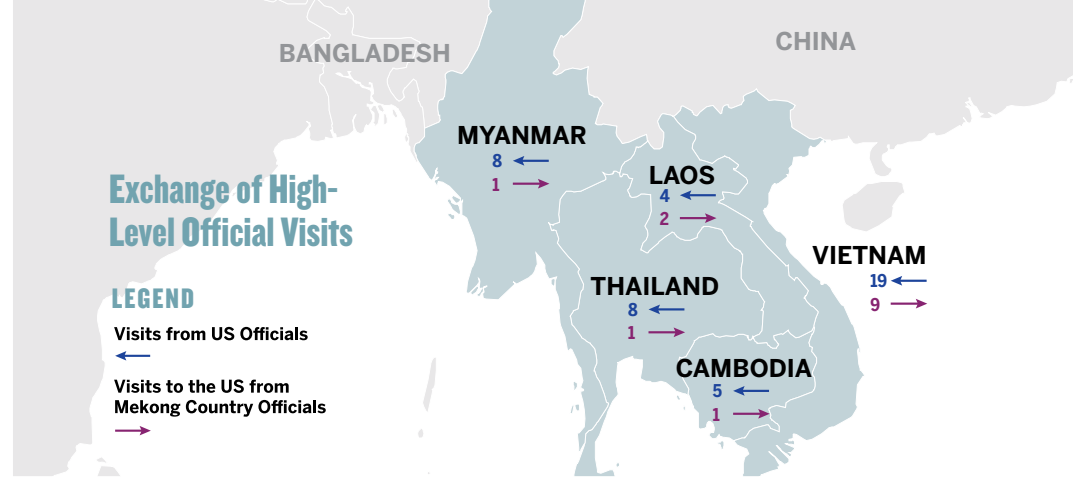 BANGLADESH
CHINA
MYANMAR
8
1
LAOS
4
2
Exchange of High-
Level Official Visits
VIETNAM
19
9
THAILAND
8
1
LEGEND
Visits from US Officials
Visits to the US from
Mekong Country Officials
CAMBODIA
5
1